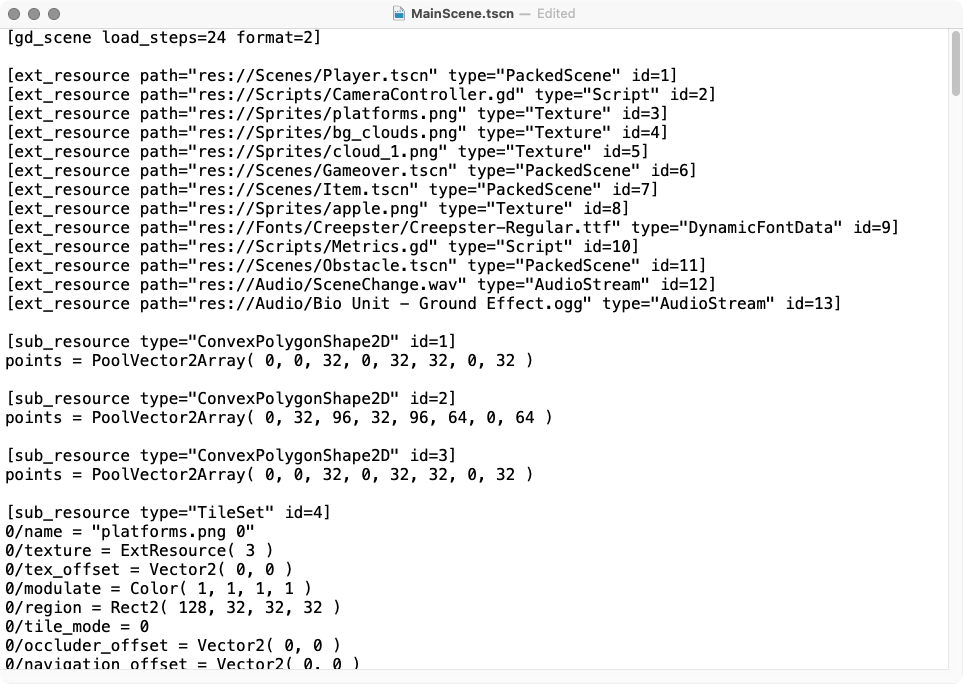 MainScene.tscn — Edited
[gd_scene load_steps=24 format=2]
[ext_resource path="res://Scenes/Player.tscn" type="PackedScene" id=1]
[ext_resource path="res://Scripts/CameraController.gd" type="Script" id=2]
[ext_resource path="res://Sprites/platforms.png" type="Texture" id=3]
[ext_resource path="res://Sprites/bg_clouds.png" type="Texture" id=4]
[ext_resource path="res://Sprites/cloud_1.png" type="Texture" id=5]
[ext_resource path="res://Scenes/Gameover.tscn" type="PackedScene" id=6]
[ext_resource path="res://Scenes/Item.tscn" type="PackedScene" id=7]
[ext_resource path="res://Sprites/apple.png" type="Texture" id=8]
[ext_resource path="res://Fonts/Creepster/Creepster-Regular.ttf" type="DynamicFontData" id=9]
[ext_resource path="res://Scripts/Metrics.gd" type="Script" id=10]
[ext_resource path="res://Scenes/Obstacle.tscn" type="PackedScene" id=11]
[ext_resource path="res://Audio/SceneChange.wav" type="AudioStream" id=12]
[ext_resource path="res://Audio/Bio Unit - Ground Effect.ogg" type="AudioStream" id=13]
[sub_resource type="ConvexPolygonShape2D" id=1]
points = PoolVector2Array( 0, 0, 32, 0, 32, 32, 0, 32 )
[sub_resource type="ConvexPolygonShape2D" id=2]
points = PoolVector2Array( 0, 32, 96, 32, 96, 64, 0, 64 )
[sub_resource type="ConvexPolygonShape2D" id=3]
points = PoolVector2Array( 0, 0, 32, 0, 32, 32, 0, 32 )
[sub_resource type="TileSet" id=4]
0/name = "platforms.png 0"
0/texture = ExtResource( 3 )
0/tex_offset = Vector2( 0, 0 )
0/modulate = Color( 1, 1, 1, 1 )
0/region = Rect2( 128, 32, 32, 32 )
0/tile_mode = 0
0/occluder_offset = Vector2( 0, 0 )
0/navigation_offset = Vector2( 0, 0 )